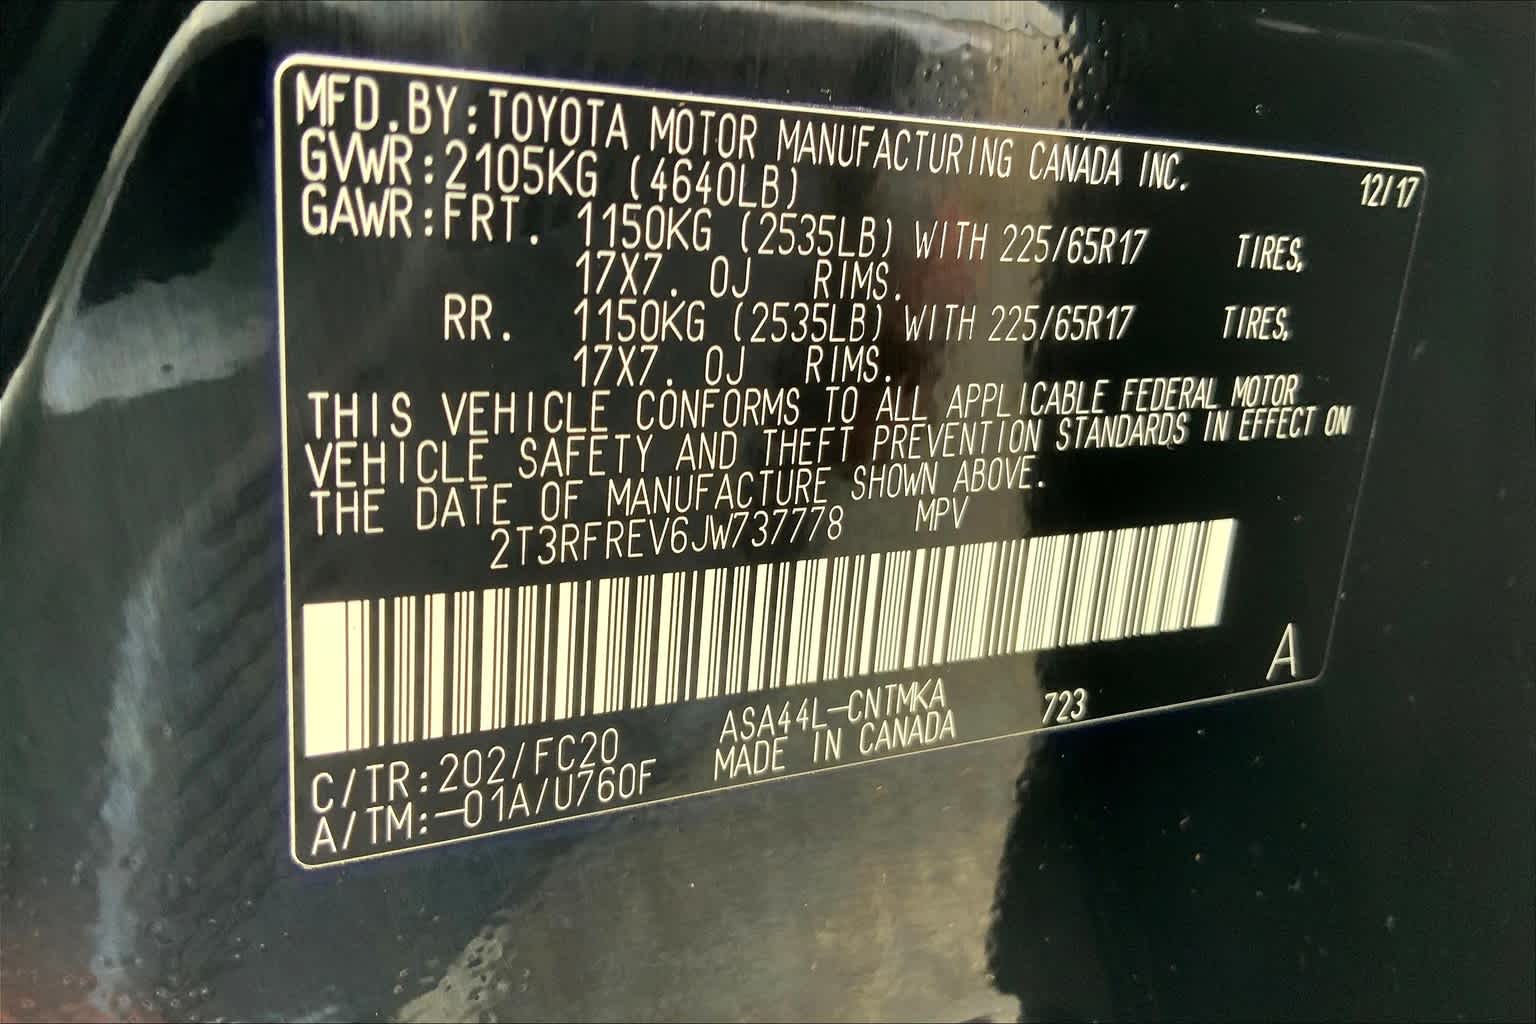 MFD.BY:TOYOTA MOTOR MANUFACTURING CANADA INC.
12/17
GVWR:2105KG (4640LB)
GAWR:FRT. 1150KG (2535LB) WITH 225/65R17 TIRES,
17X7. 0J RIMS.
RR. 1150KG (2535LB) WITH 225/65R17 TIRES,
17X7. 0J RIMS.
THIS VEHICLE CONFORMS TO ALL APPLICABLE FEDERAL MOTOR
VEHICLE SAFETY AND THEFT PREVENTION STANDARDS IN EFFECT ON
THE DATE OF MANUFACTURE SHOWN ABOVE.
2T3RFREV6JW737778 MPV
A
C/TR:202/FC20 ASA44L-CNTMKA 723
A/TM:-01A/U760F MADE IN CANADA